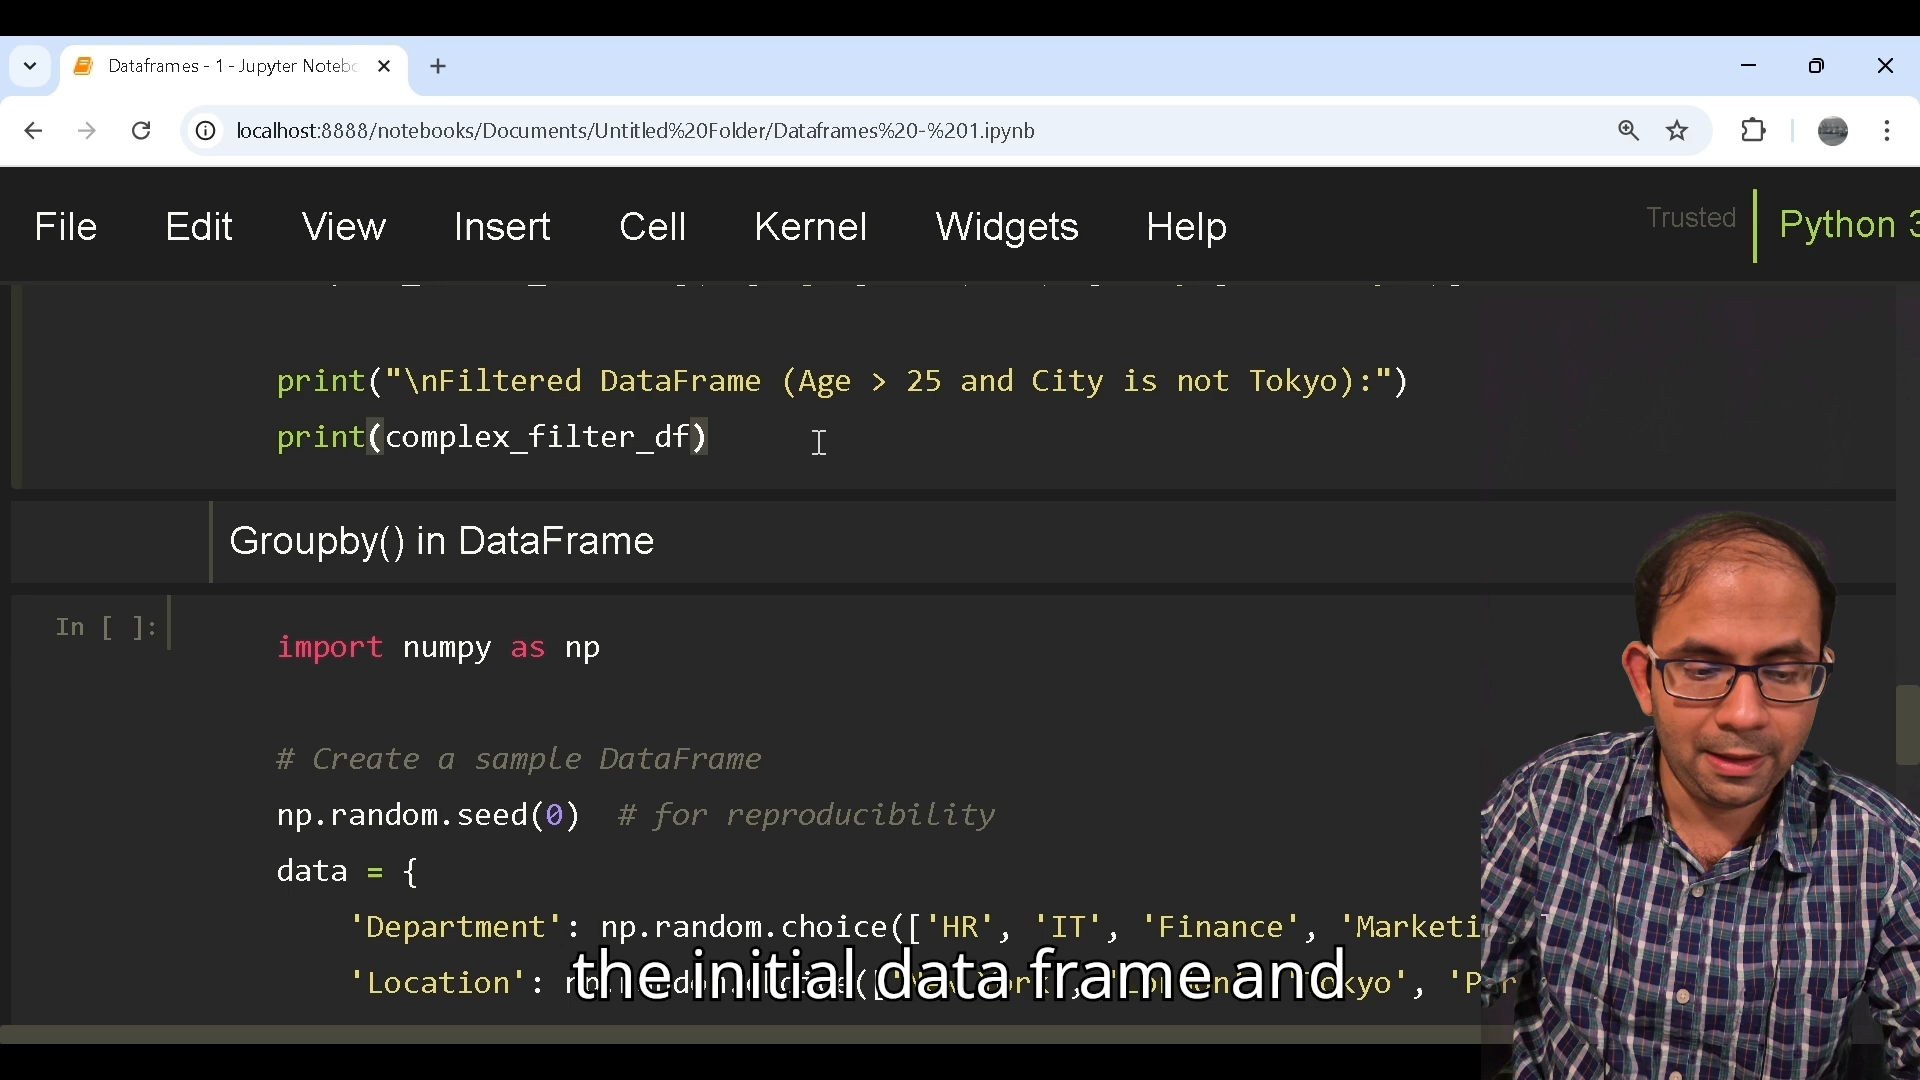 Dataframes - 1 - Jupyter Notebo
localhost:8888/notebooks/Documents/Untitled%20Folder/Dataframes%20-%201.ipynb
File Edit View Insert Cell Kernel Widgets Help Trusted Python 3
print("\nFiltered DataFrame (Age > 25 and City is not Tokyo):")
print(complex_filter_df)
Groupby() in DataFrame
In [ ]:
import numpy as np
# Create a sample DataFrame
np.random.seed(0) # for reproducibility
data = {
'Department': np.random.choice(['HR', 'IT', 'Finance', 'Marketi
'Location': 'Par
the initial data frame and